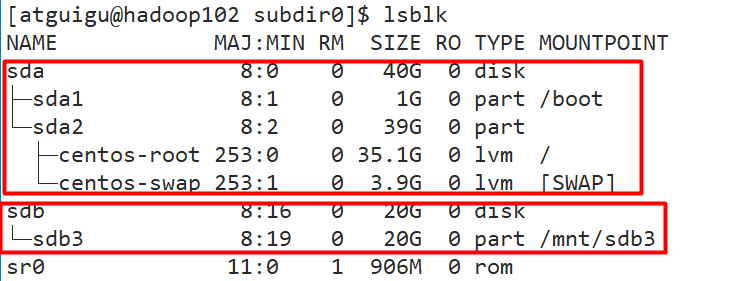 [atguigu@hadoop102 subdir0]$ lsblk
NAME            MAJ:MIN RM  SIZE RO TYPE MOUNTPOINT
sda               8:0    0   40G  0 disk
├─sda1            8:1    0    1G  0 part /boot
└─sda2            8:2    0   39G  0 part
  ├─centos-root 253:0    0 35.1G  0 lvm  /
  └─centos-swap 253:1    0  3.9G  0 lvm  [SWAP]
sdb               8:16   0   20G  0 disk
└─sdb3            8:19   0   20G  0 part /mnt/sdb3
sr0              11:0    1  906M  0 rom